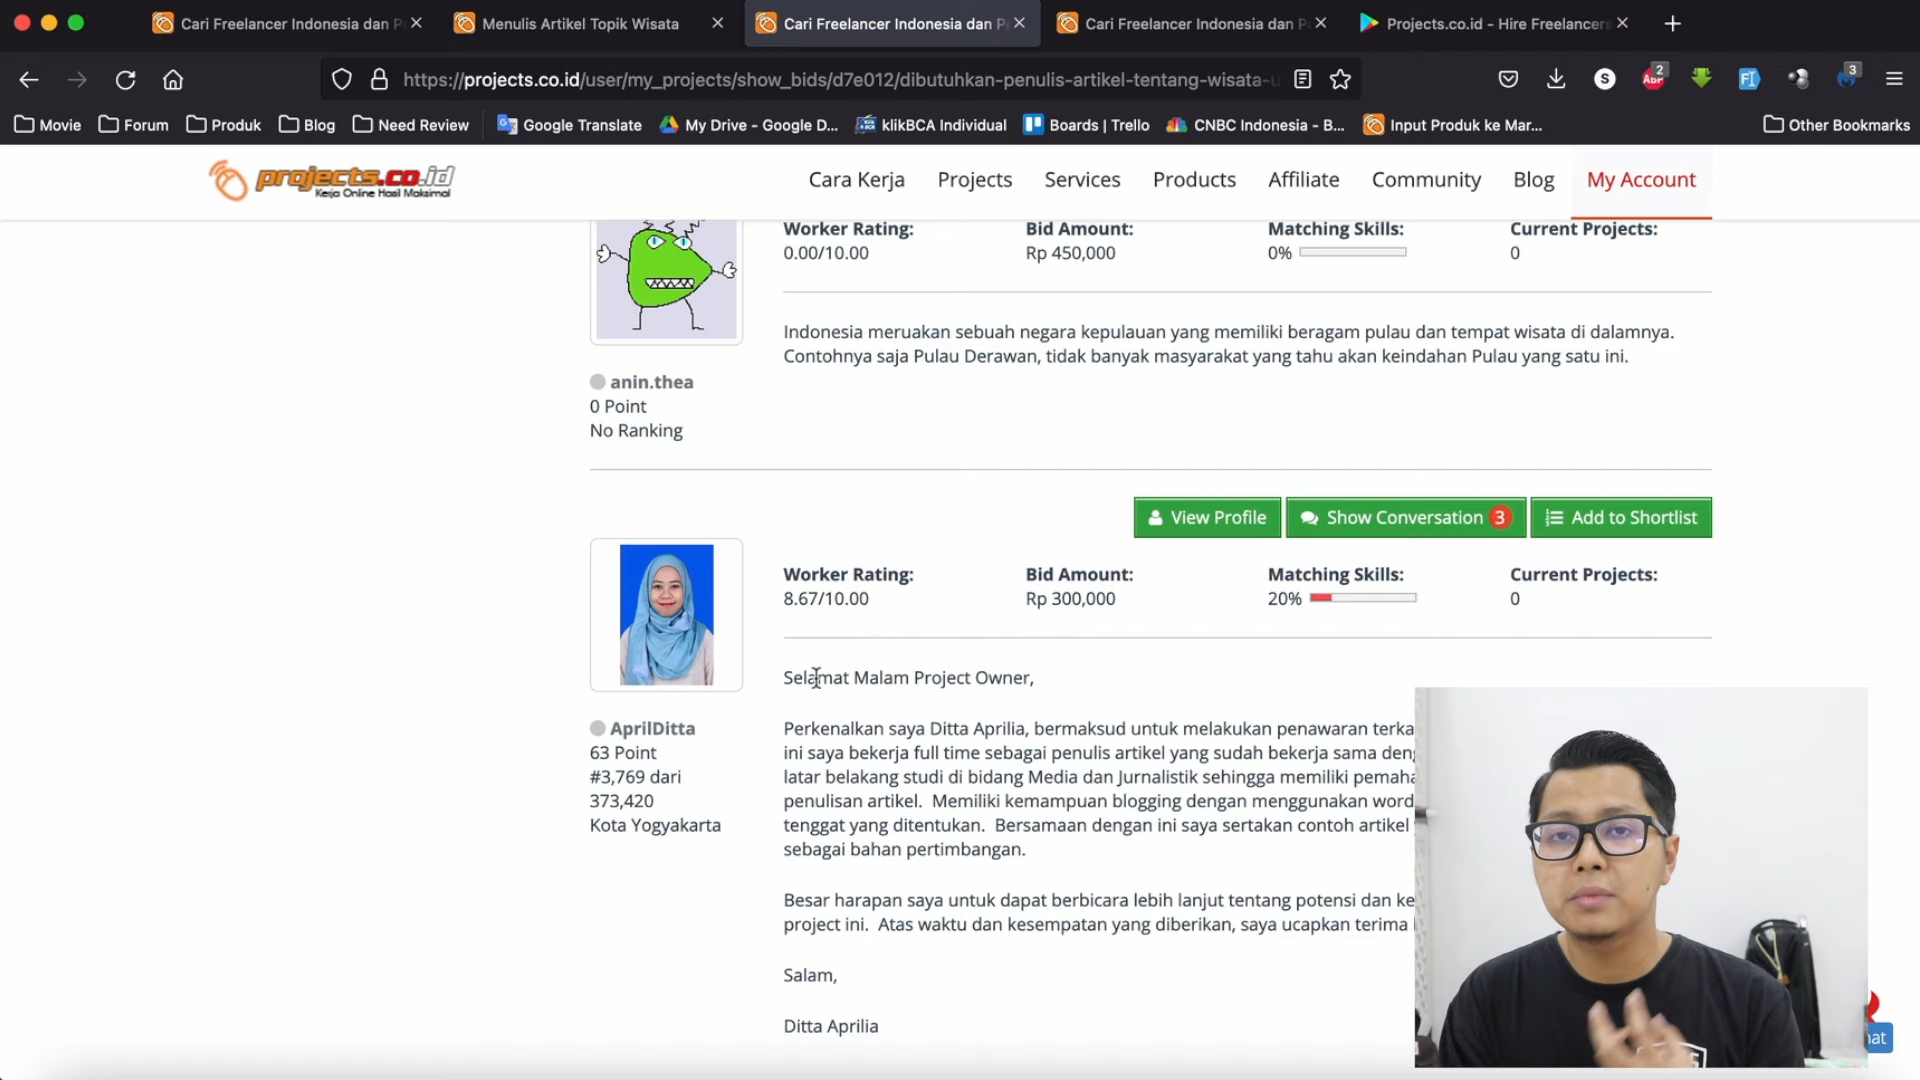 Cari Freelancer Indonesia dan P
Menulis Artikel Topik Wisata
Cari Freelancer Indonesia dan P
Cari Freelancer Indonesia dan P
Projects.co.id - Hire Freelancers
https://projects.co.id/user/my_projects/show_bids/d7e012/dibutuhkan-penulis-artikel-tentang-wisata-u
S
ABP
2
3
Movie
Forum
Produk
Blog
Need Review
Google Translate
My Drive - Google D...
klikBCA Individual
Boards | Trello
CNBC Indonesia - B...
Input Produk ke Mar...
Other Bookmarks
projects.co.id
Kerja Online Hasil Maksimal
Cara Kerja
Projects
Services
Products
Affiliate
Community
Blog
My Account
Worker Rating:
0.00/10.00
Bid Amount:
Rp 450,000
Matching Skills:
0%
Current Projects:
0
Indonesia meruakan sebuah negara kepulauan yang memiliki beragam pulau dan tempat wisata di dalamnya.
Contohnya saja Pulau Derawan, tidak banyak masyarakat yang tahu akan keindahan Pulau yang satu ini.
anin.thea
0 Point
No Ranking
View Profile
Show Conversation 3
Add to Shortlist
Worker Rating:
8.67/10.00
Bid Amount:
Rp 300,000
Matching Skills:
20%
Current Projects:
0
AprilDitta
63 Point
#3,769 dari
373,420
Kota Yogyakarta
Selamat Malam Project Owner,
Perkenalkan saya Ditta Aprilia, bermaksud untuk melakukan penawaran terka
ini saya bekerja full time sebagai penulis artikel yang sudah bekerja sama deng
latar belakang studi di bidang Media dan Jurnalistik sehingga memiliki pemaha
penulisan artikel. Memiliki kemampuan blogging dengan menggunakan word
tenggat yang ditentukan. Bersamaan dengan ini saya sertakan contoh artikel
sebagai bahan pertimbangan.
Besar harapan saya untuk dapat berbicara lebih lanjut tentang potensi dan ke
project ini. Atas waktu dan kesempatan yang diberikan, saya ucapkan terima
Salam,
Ditta Aprilia